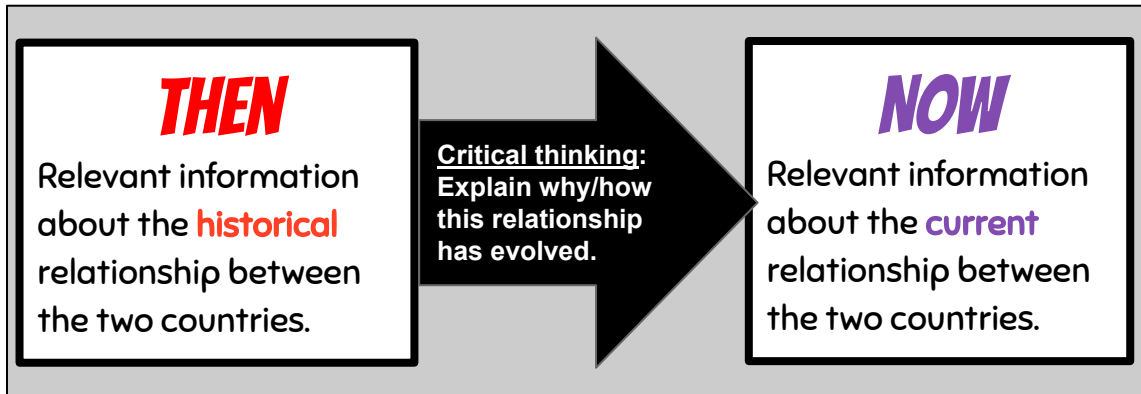 THEN
Relevant information
about the historical
relationship between
the two countries.
Critical thinking:
Explain why/how
this relationship
has evolved.
NOW
Relevant information
about the current
relationship between
the two countries.